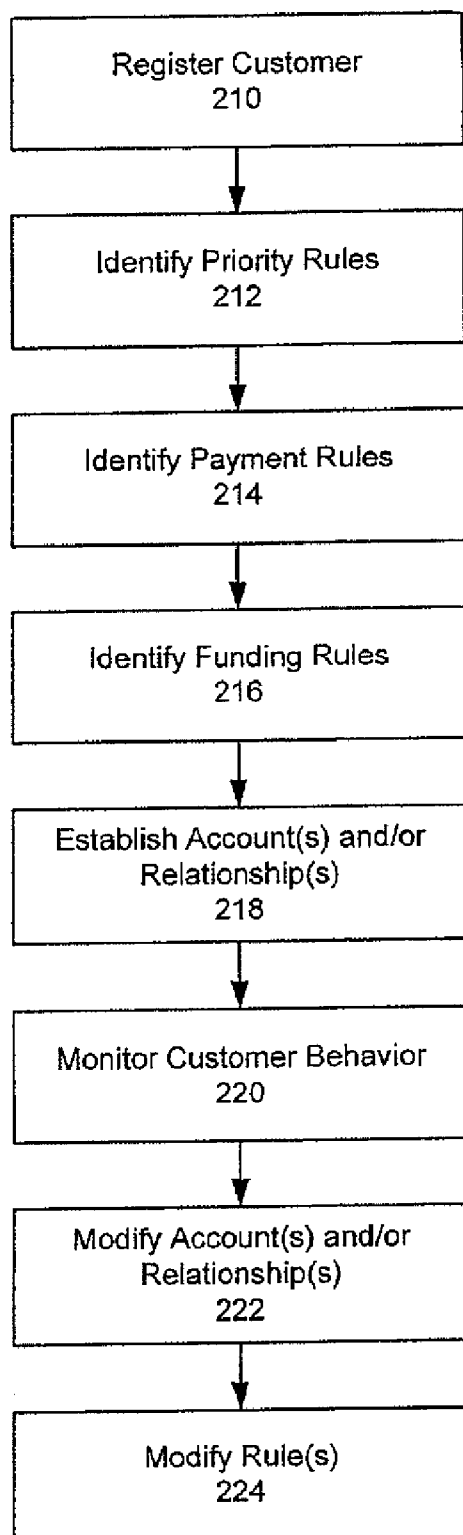 Register Customer
210
Identify Priority Rules
212
Identify Payment Rules
214
Identify Funding Rules
216
Establish Account(s) and/or
Relationship(s)
218
Monitor Customer Behavior
220
Modify Account(s) and/or
Relationship(s)
222
Modify Rule(s)
224